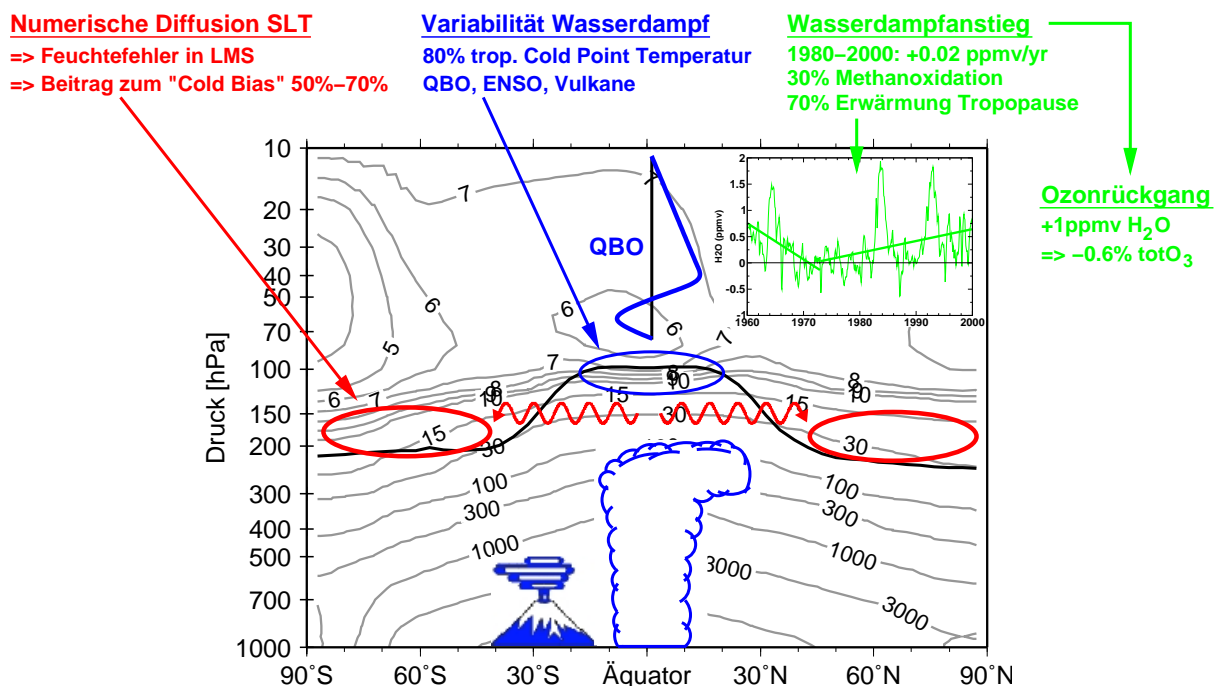 Numerische Diffusion SLT
=> Feuchtefehler in LMS
=> Beitrag zum "Cold Bias" 50%–70%
Variabilität Wasserdampf
80% trop. Cold Point Temperatur
QBO, ENSO, Vulkane
Wasserdampfanstieg
1980–2000: +0.02 ppmv/yr
30% Methanoxidation
70% Erwärmung Tropopause
Ozonrückgang
+1ppmv H2O
=> –0.6% totO3
Druck [hPa]
10
20
30
40
50
70
100
150
200
300
400
500
700
1000
90˚S
60˚S
30˚S
Äquator
30˚N
60˚N
90˚N
QBO
H2O (ppmv)
2
1.5
1
0.5
0
-0.5
-1
1960
1970
1980
1990
2000
7
7
6
6
6
5
7
7
6
7
8
9
10
8
9
10
8
10
15
15
15
30
30
30
100
100
300
300
1000
1000
3000
3000